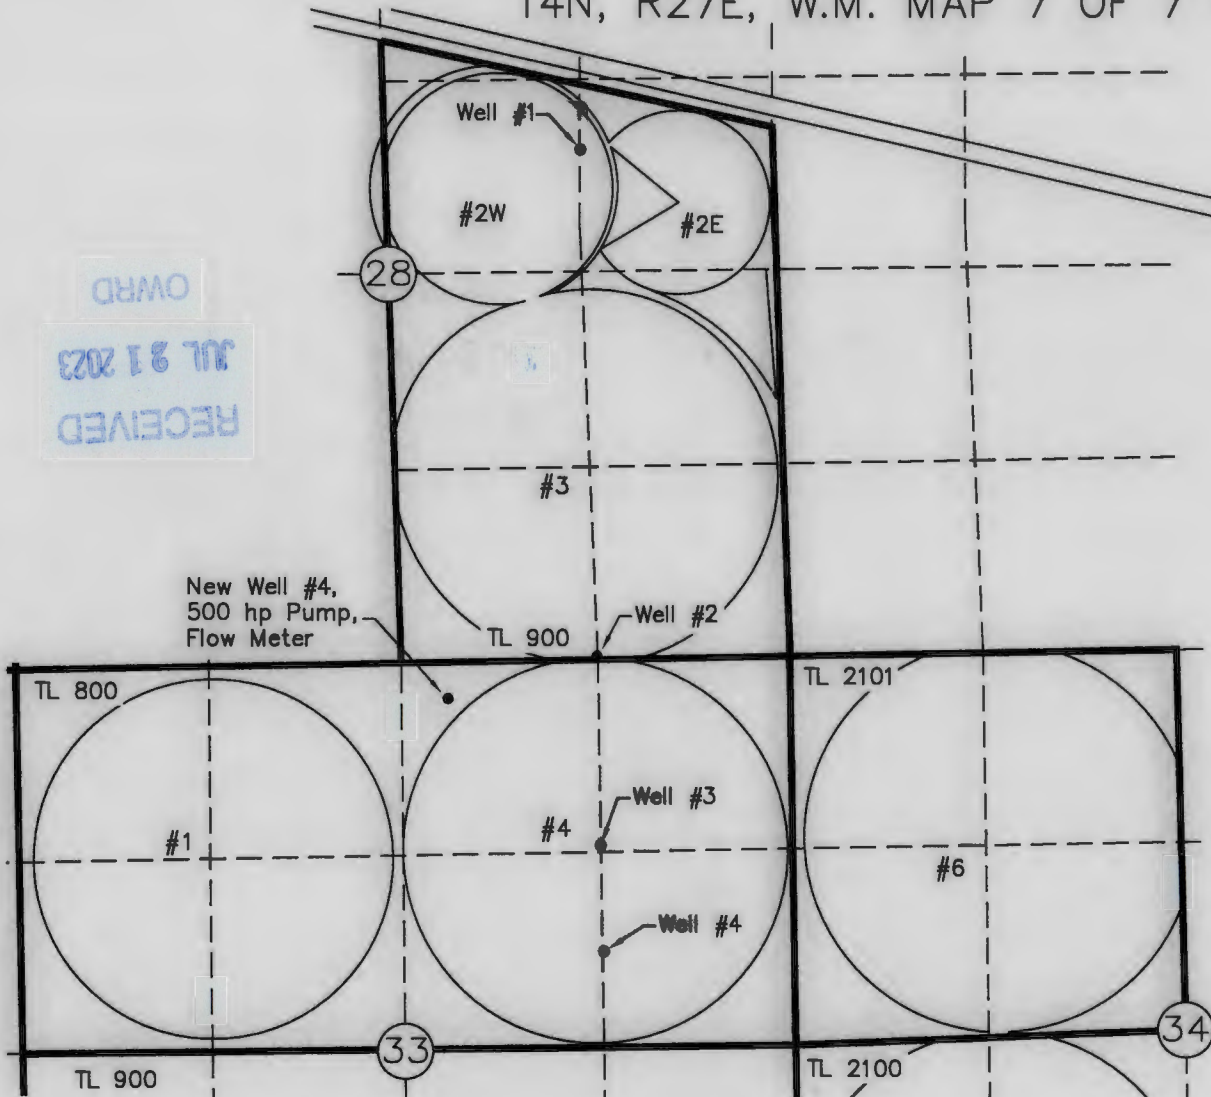 T4N, R27E, W.M. MAP 7 OF 7
Well #1
#2W
#2E
28
OWRD
JUL 21 2023
RECEIVED
#3
New Well #4,
500 hp Pump,
Flow Meter
TL 900
Well #2
TL 800
TL 2101
#1
#4
Well #3
#6
Well #4
33
34
TL 900
TL 2100